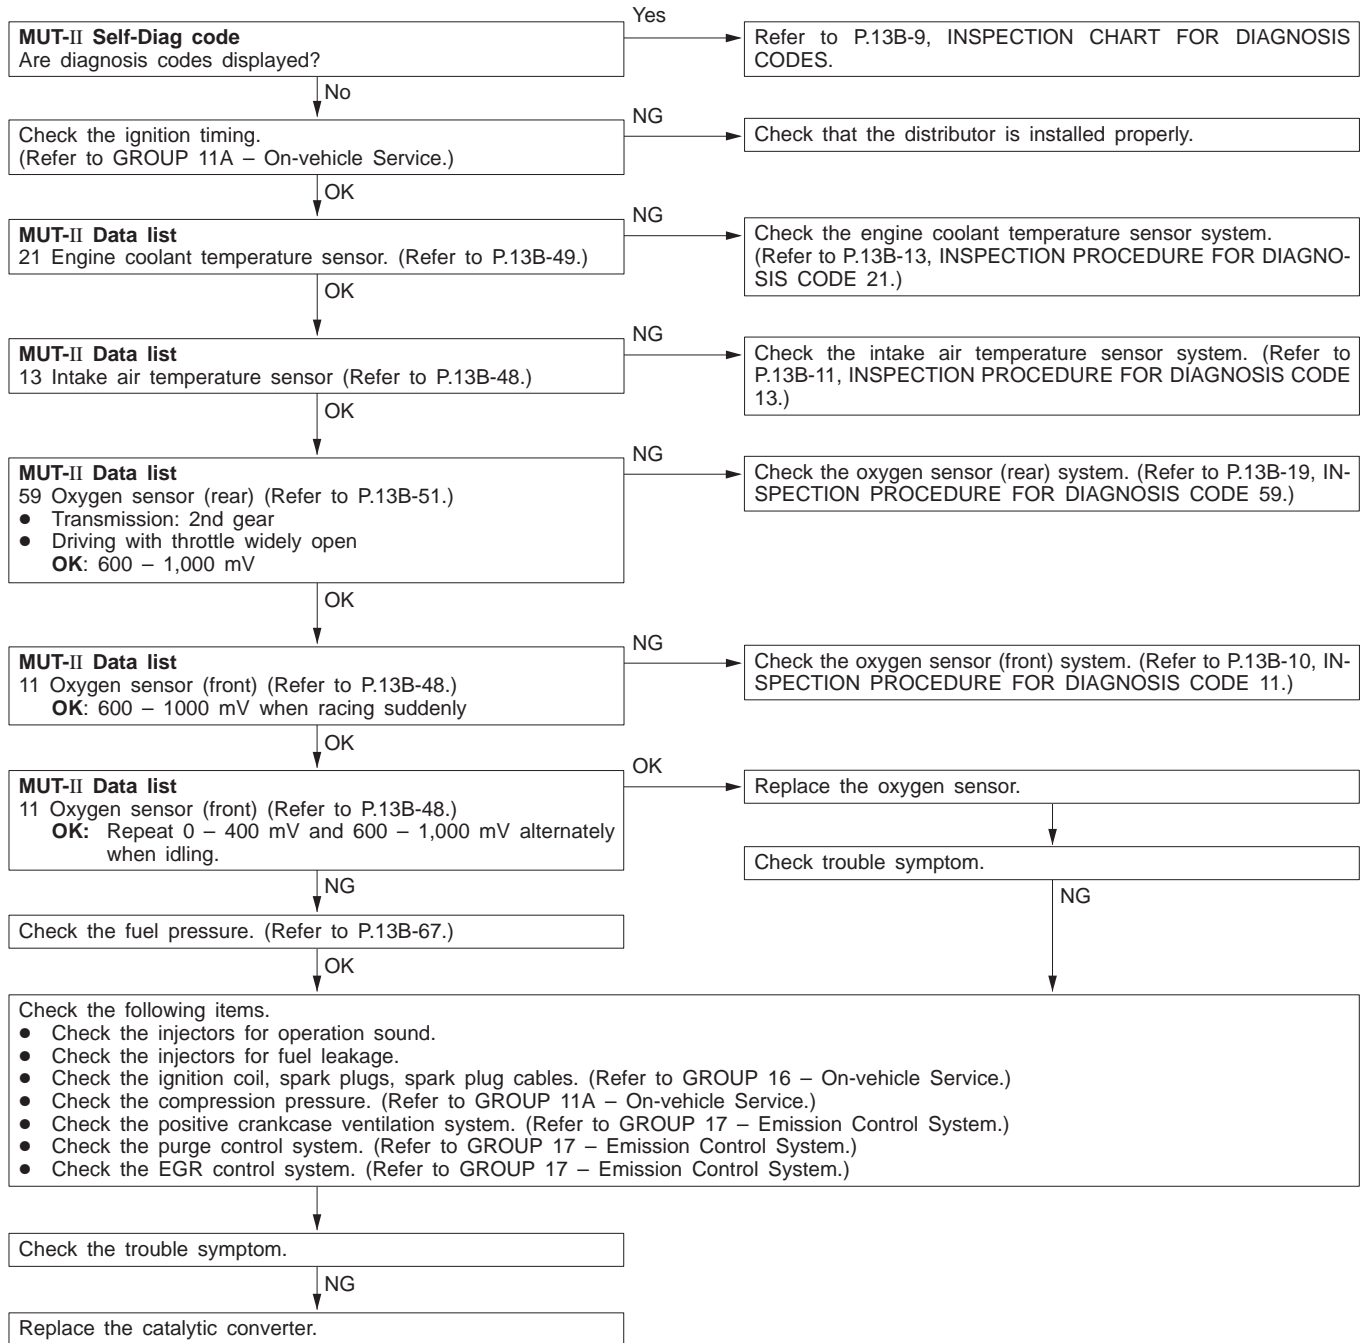 MUT-II Self-Diag code
Are diagnosis codes displayed?
Yes
Refer to P.13B-9, INSPECTION CHART FOR DIAGNOSIS
CODES.
No
Check the ignition timing.
(Refer to GROUP 11A – On-vehicle Service.)
NG
Check that the distributor is installed properly.
OK
MUT-II Data list
21 Engine coolant temperature sensor. (Refer to P.13B-49.)
NG
Check the engine coolant temperature sensor system.
(Refer to P.13B-13, INSPECTION PROCEDURE FOR DIAGNO-
SIS CODE 21.)
OK
MUT-II Data list
13 Intake air temperature sensor (Refer to P.13B-48.)
NG
Check the intake air temperature sensor system. (Refer to
P.13B-11, INSPECTION PROCEDURE FOR DIAGNOSIS CODE
13.)
OK
MUT-II Data list
59 Oxygen sensor (rear) (Refer to P.13B-51.)
● Transmission: 2nd gear
● Driving with throttle widely open
OK: 600 – 1,000 mV
NG
Check the oxygen sensor (rear) system. (Refer to P.13B-19, IN-
SPECTION PROCEDURE FOR DIAGNOSIS CODE 59.)
OK
MUT-II Data list
11 Oxygen sensor (front) (Refer to P.13B-48.)
OK: 600 – 1000 mV when racing suddenly
NG
Check the oxygen sensor (front) system. (Refer to P.13B-10, IN-
SPECTION PROCEDURE FOR DIAGNOSIS CODE 11.)
OK
MUT-II Data list
11 Oxygen sensor (front) (Refer to P.13B-48.)
OK: Repeat 0 – 400 mV and 600 – 1,000 mV alternately
when idling.
OK
Replace the oxygen sensor.
Check trouble symptom.
NG
NG
Check the fuel pressure. (Refer to P.13B-67.)
OK
Check the following items.
● Check the injectors for operation sound.
● Check the injectors for fuel leakage.
● Check the ignition coil, spark plugs, spark plug cables. (Refer to GROUP 16 – On-vehicle Service.)
● Check the compression pressure. (Refer to GROUP 11A – On-vehicle Service.)
● Check the positive crankcase ventilation system. (Refer to GROUP 17 – Emission Control System.)
● Check the purge control system. (Refer to GROUP 17 – Emission Control System.)
● Check the EGR control system. (Refer to GROUP 17 – Emission Control System.)
Check the trouble symptom.
NG
Replace the catalytic converter.